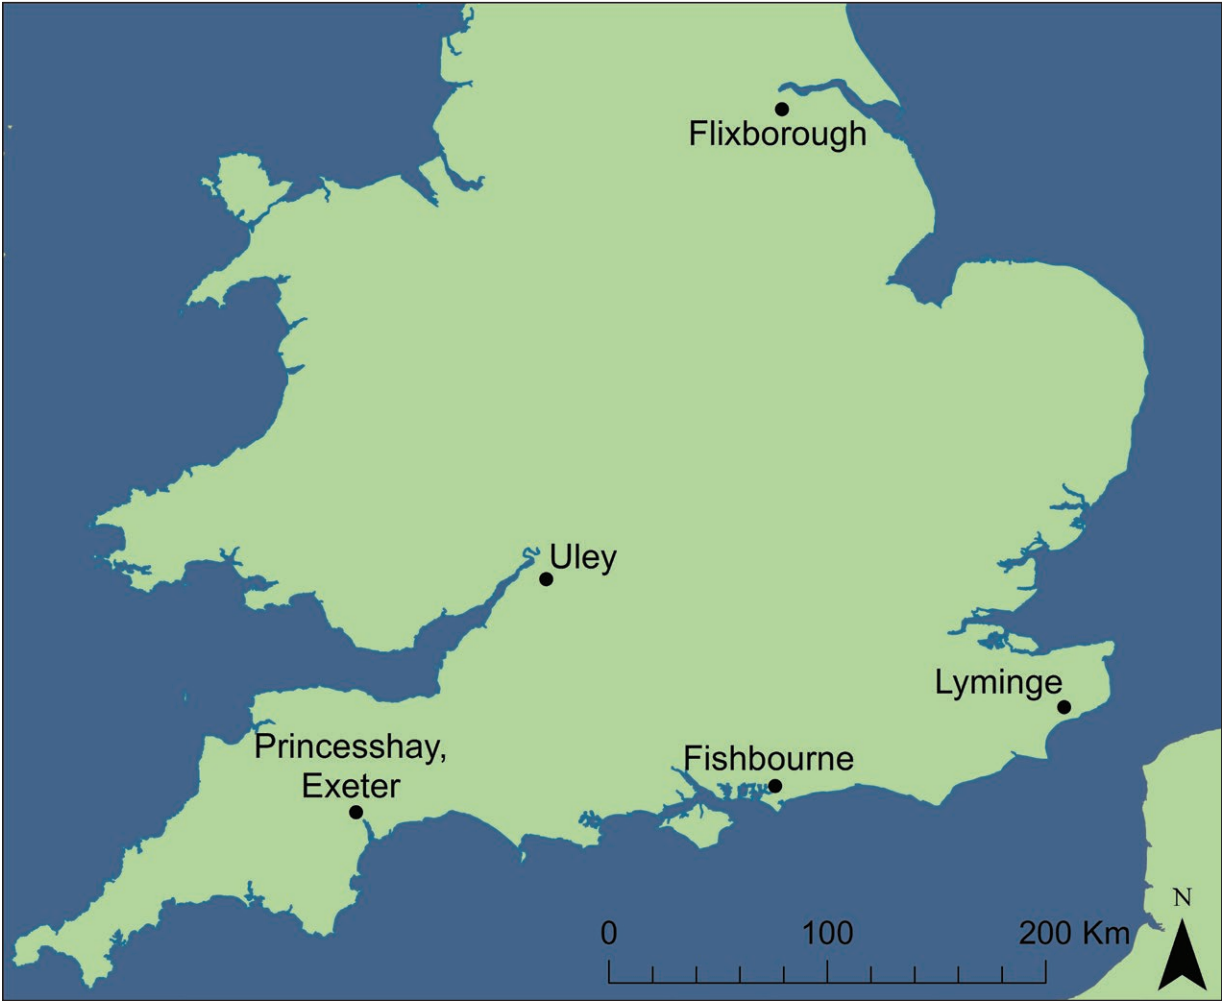 Flixborough
Uley
Lyminge
Princesshay,
Exeter
Fishbourne
N
0 100 200 Km